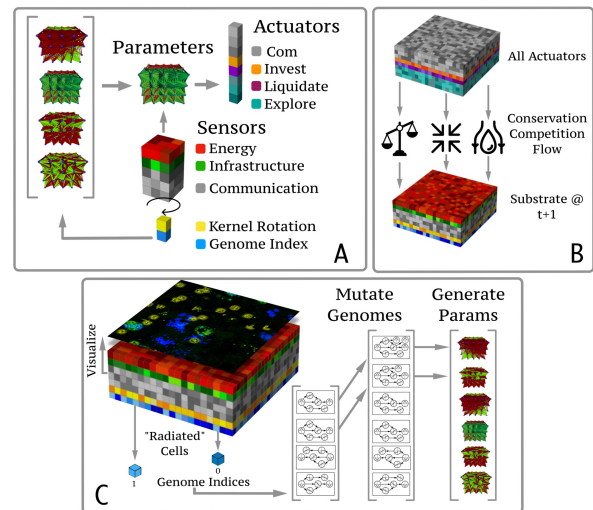 Parameters
Actuators
Com
Invest
Liquidate
Explore
Sensors
Energy
Infrastructure
Communication
Kernel Rotation
Genome Index
A
All Actuators
Conservation
Competition
Flow
Substrate @
t+1
B
Visualize
"Radiated"
Cells
1
0
Genome Indices
Mutate
Genomes
Generate
Params
C